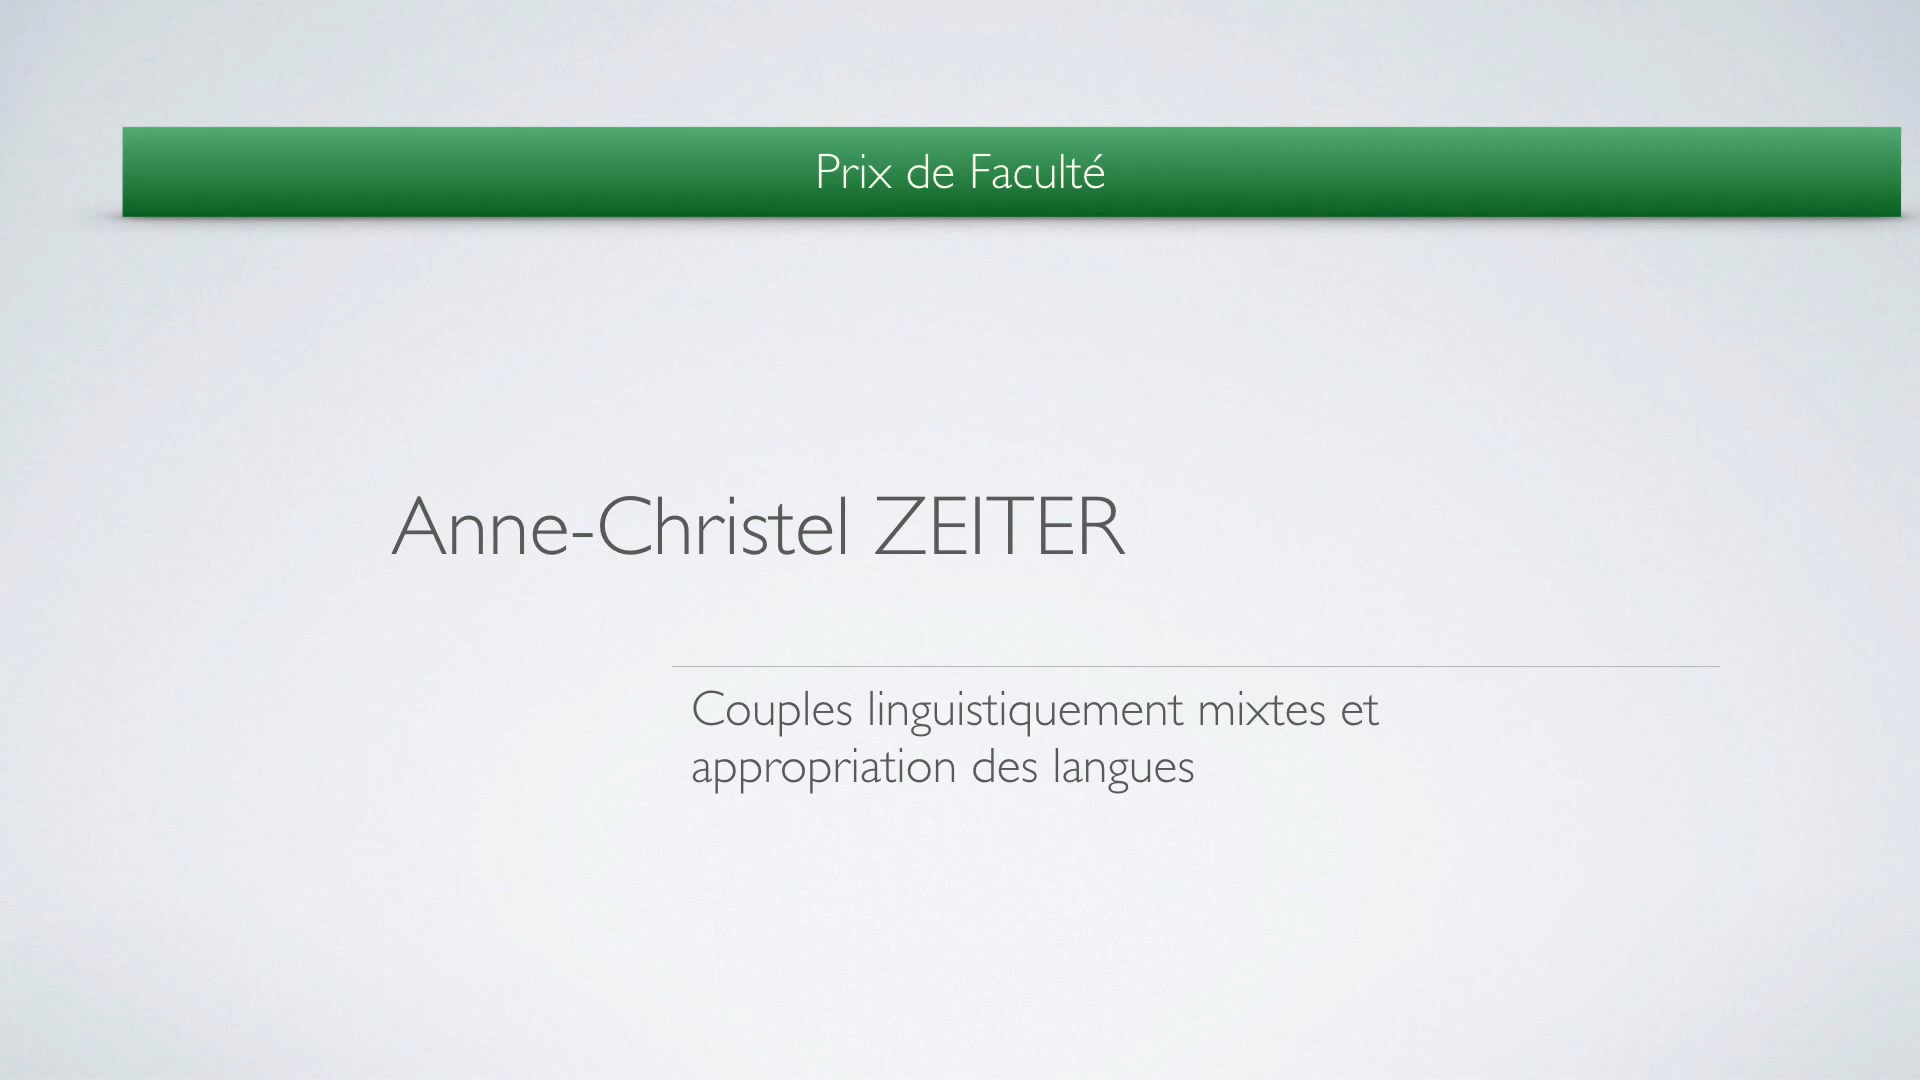 Prix de Faculté
Anne-Christel ZEITER
Couples linguistiquement mixtes et
appropriation des langues